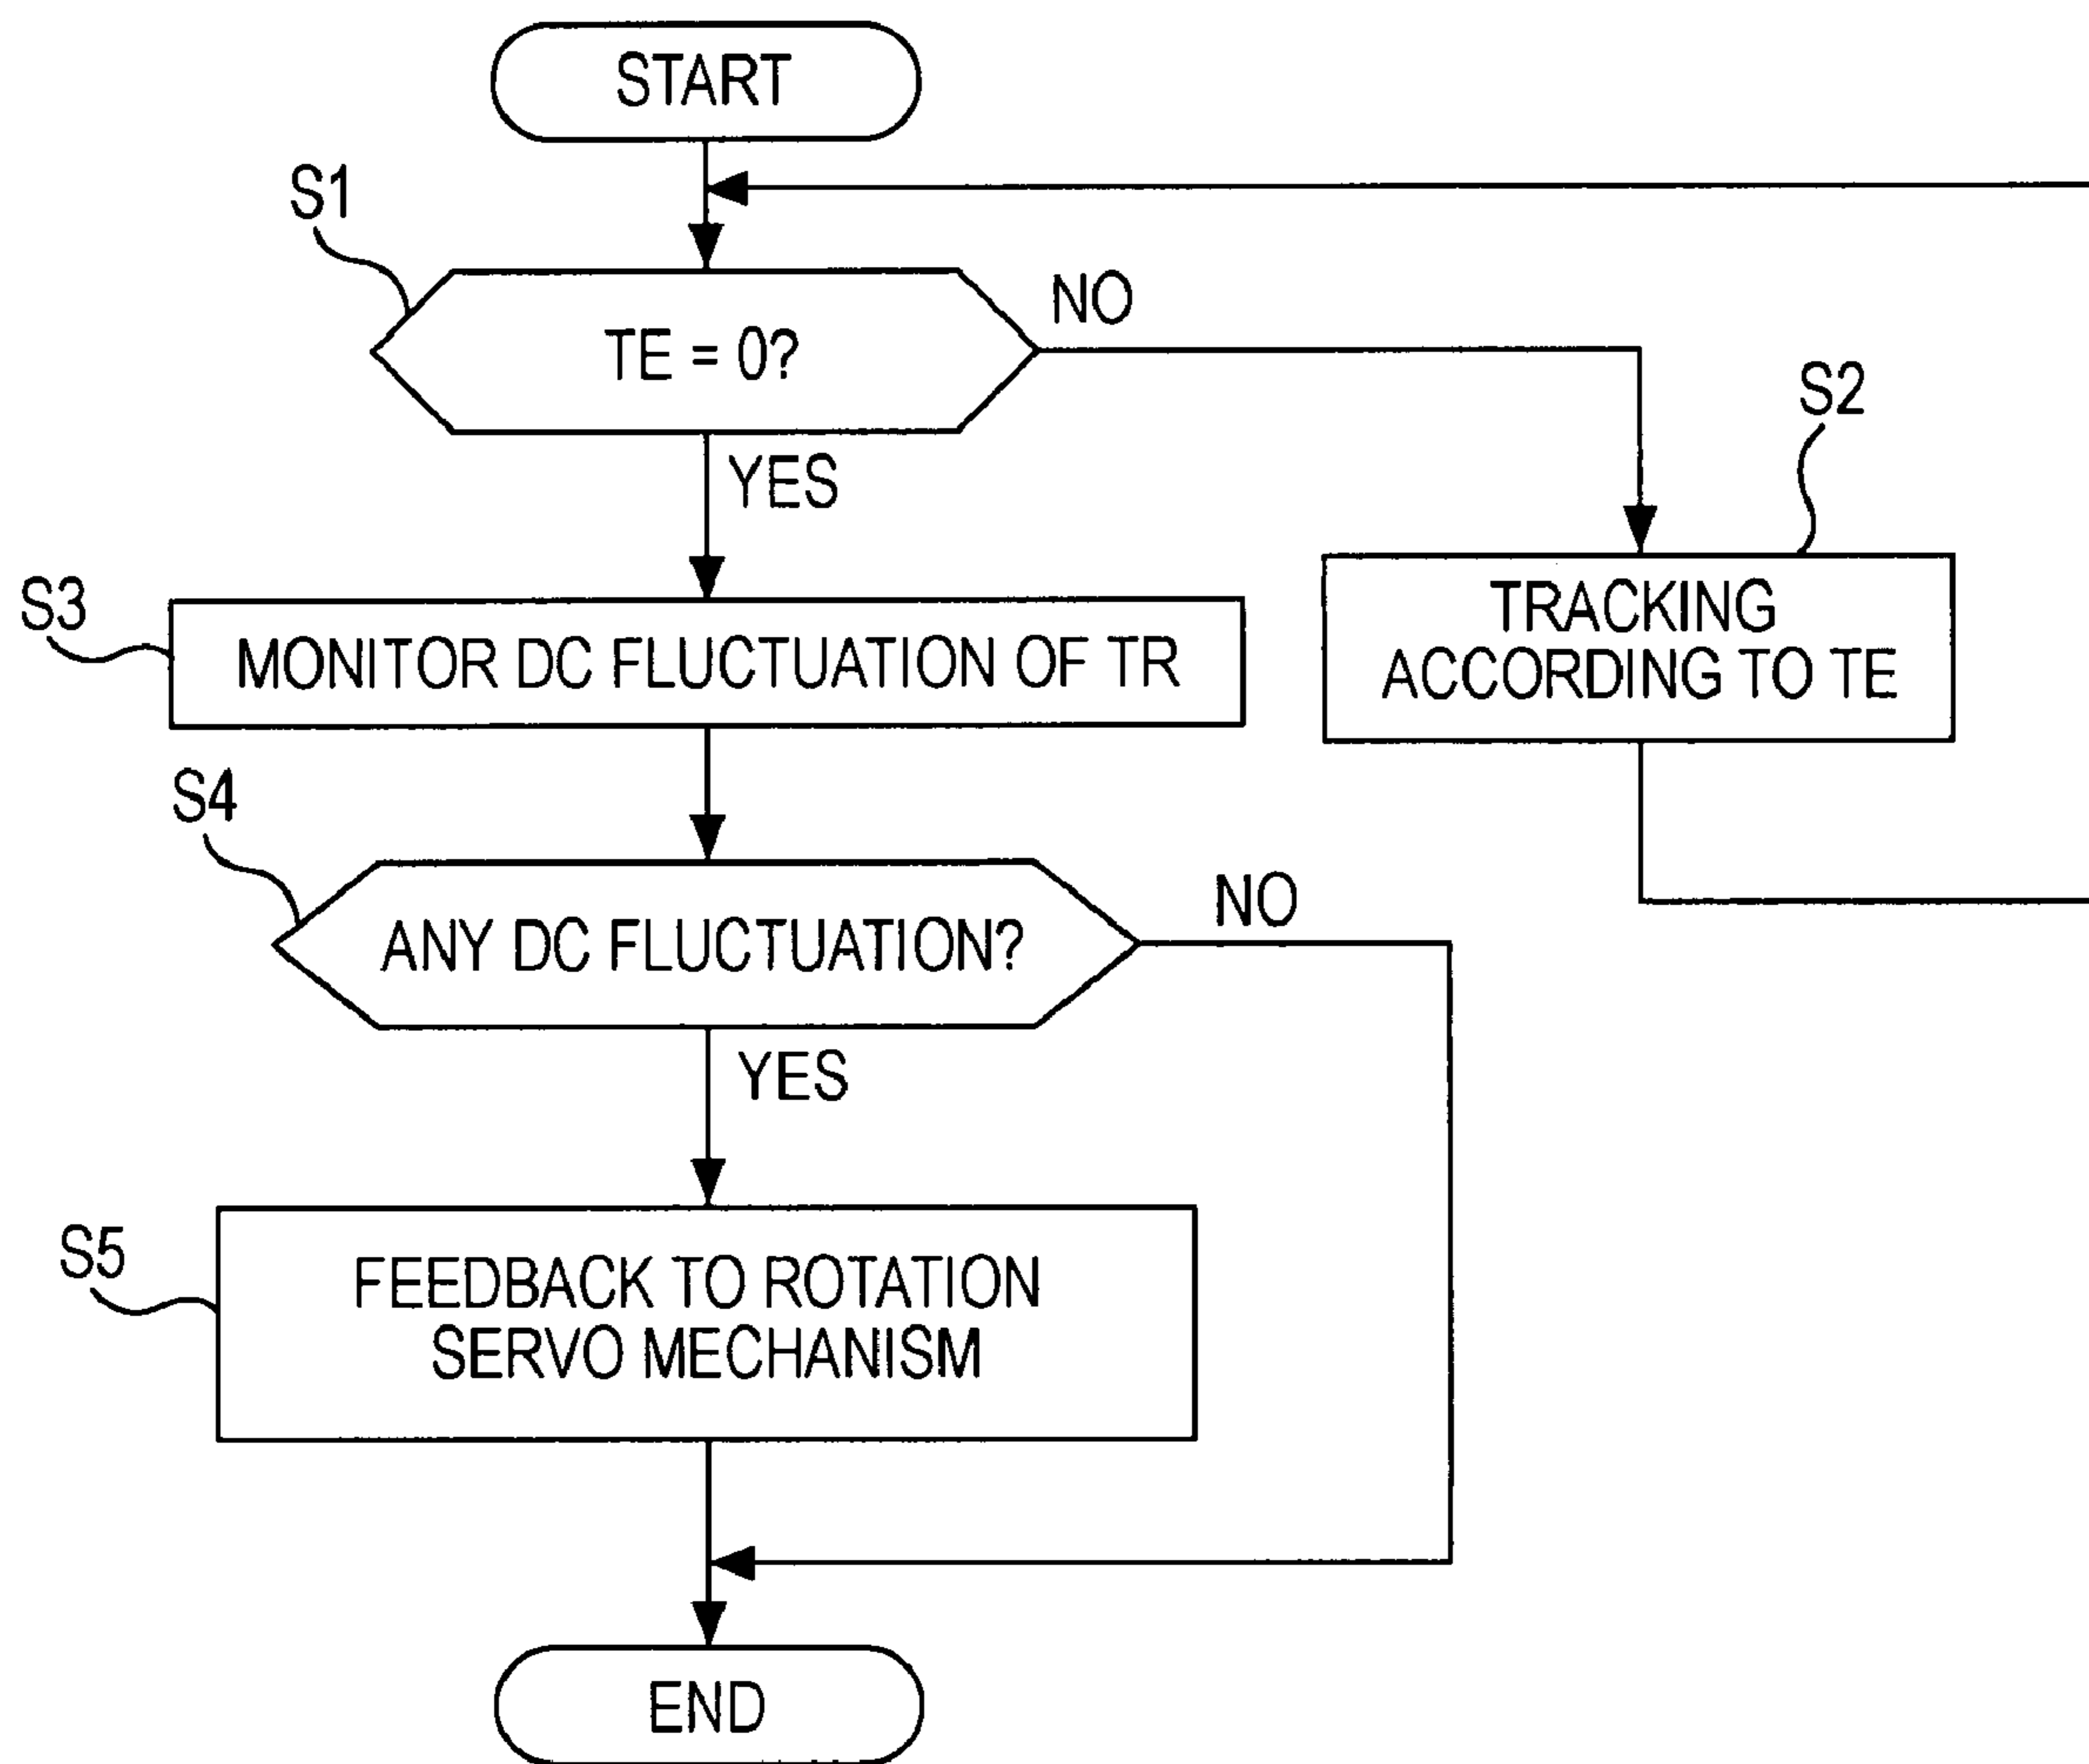 START
S1
TE = 0?
NO
YES
S2
TRACKING
ACCORDING TO TE
S3
MONITOR DC FLUCTUATION OF TR
S4
ANY DC FLUCTUATION?
NO
YES
S5
FEEDBACK TO ROTATION
SERVO MECHANISM
END